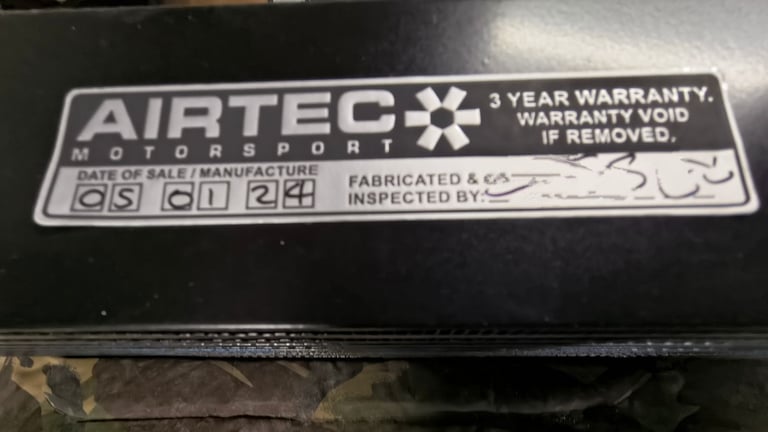 AIRTEC
MOTORSPORT
3 YEAR WARRANTY.
WARRANTY VOID
IF REMOVED.
DATE OF SALE / MANUFACTURE
05 01 24
FABRICATED &
INSPECTED BY: